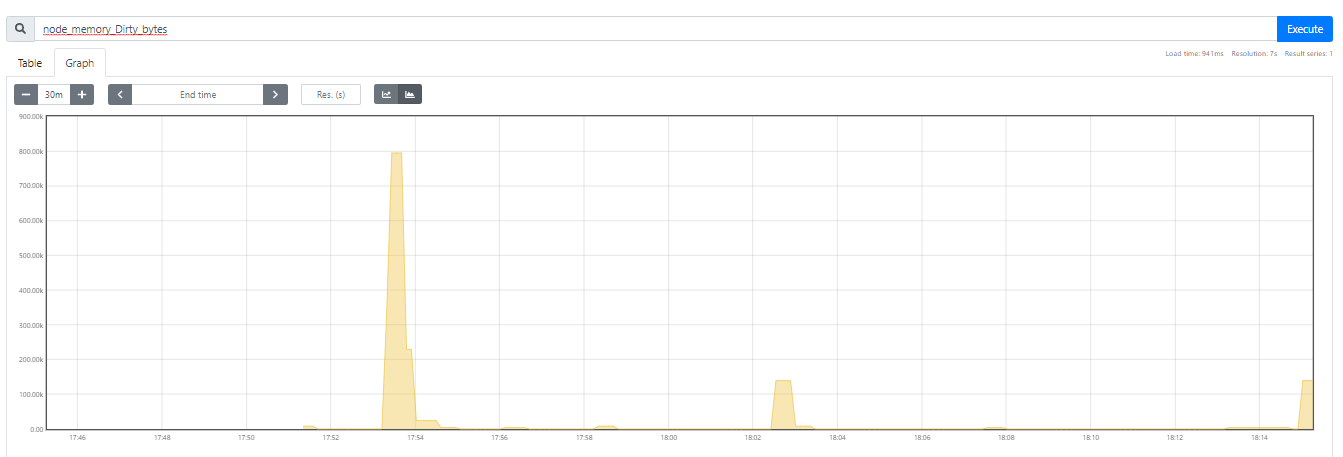 node_memory_Dirty_bytes
Execute
Load time: 941ms Resolution: 7s Result series: 1
Table Graph
30m End time Res. (s)
900.00k
800.00k
700.00k
600.00k
500.00k
400.00k
300.00k
200.00k
100.00k
0.00
17:46 17:48 17:50 17:52 17:54 17:56 17:58 18:00 18:02 18:04 18:06 18:08 18:10 18:12 18:14